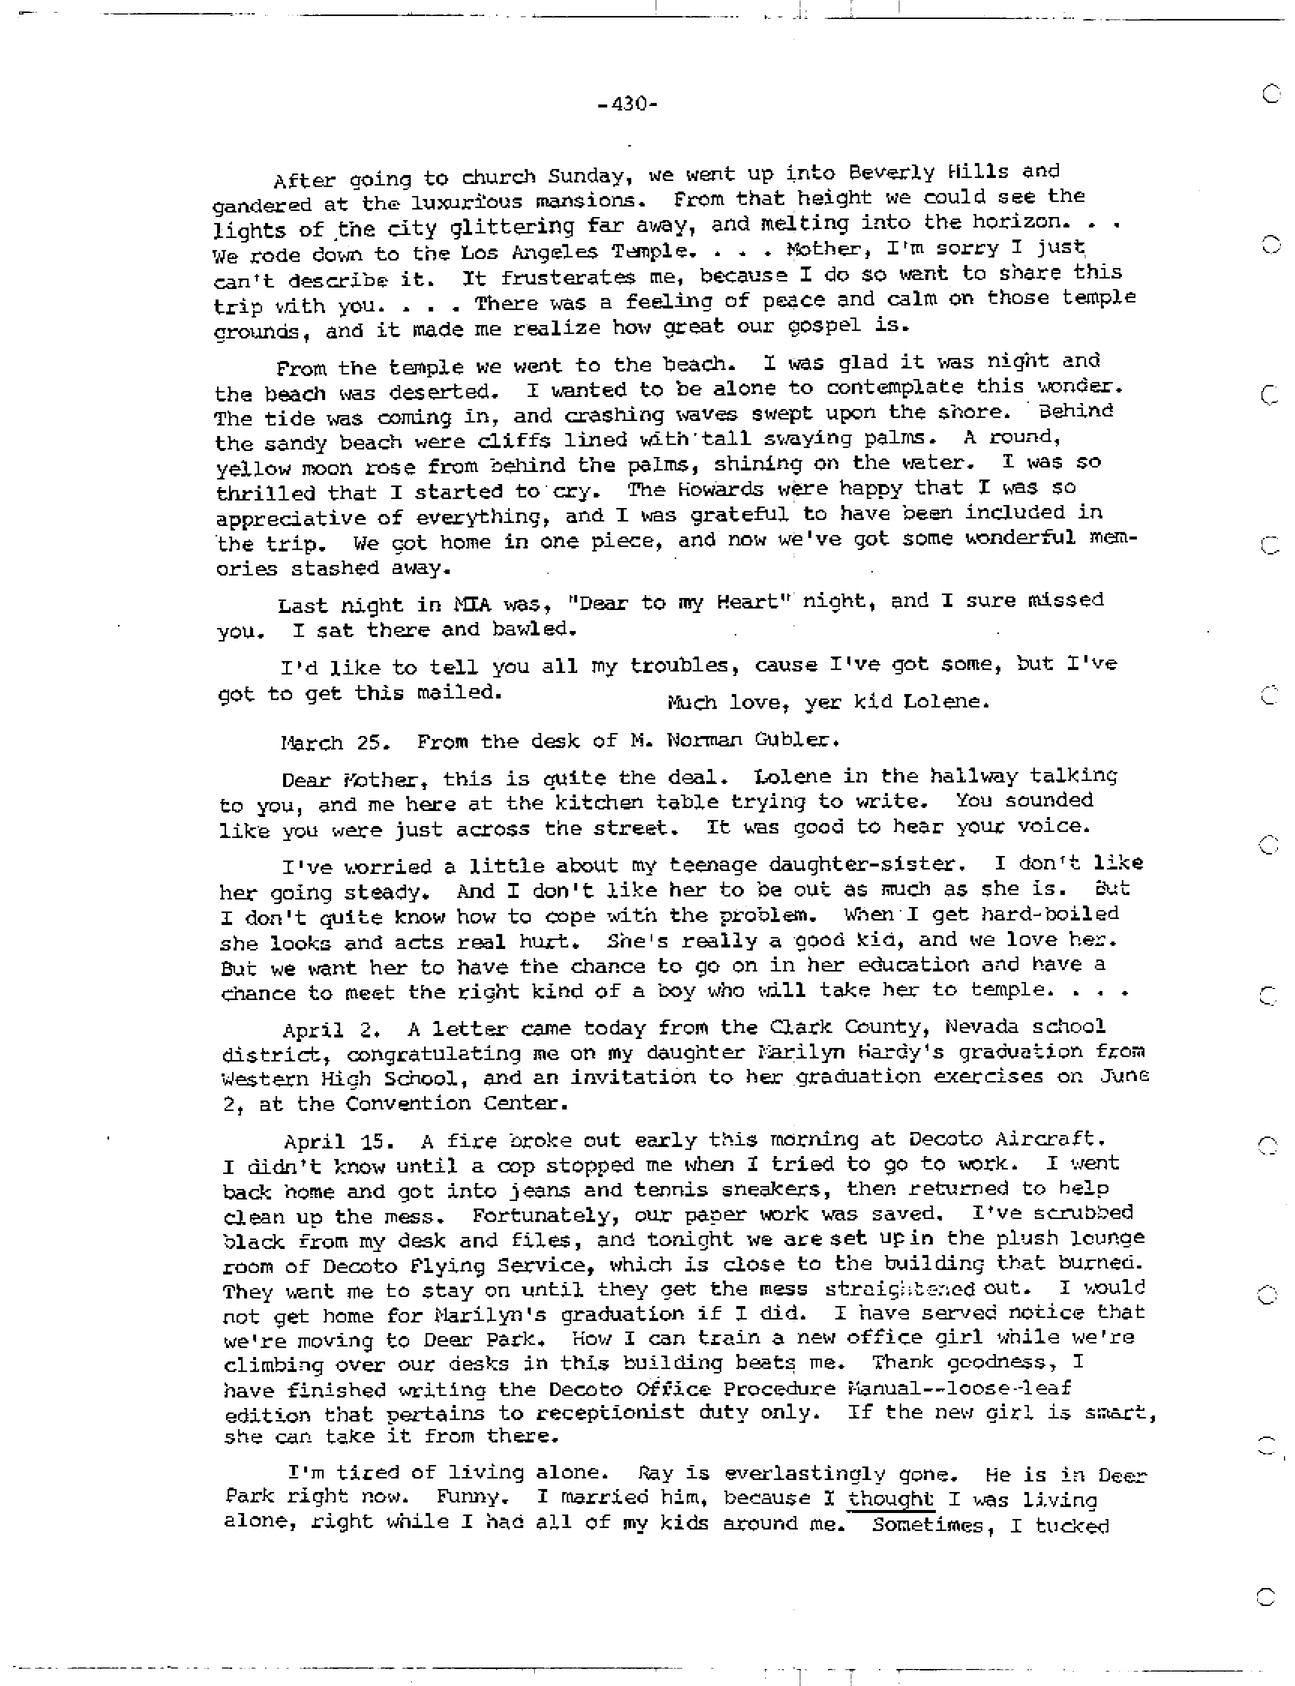 -430-
After going to church Sunday, we went up into Beverly Hills and
gandered at the luxurious mansions. From that height we could see the
lights of the city glittering far away, and melting into the horizon. . .
We rode down to the Los Angeles Temple. . . . Mother, I'm sorry I just
can't describe it. It frusterates me, because I do so want to share this
trip with you. . . . There was a feeling of peace and calm on those temple
grounds, and it made me realize how great our gospel is.
From the temple we went to the beach. I was glad it was night and
the beach was deserted. I wanted to be alone to contemplate this wonder.
The tide was coming in, and crashing waves swept upon the shore. Behind
the sandy beach were cliffs lined with tall swaying palms. A round,
yellow moon rose from behind the palms, shining on the water. I was so
thrilled that I started to cry. The Howards were happy that I was so
appreciative of everything, and I was grateful to have been included in
the trip. We got home in one piece, and now we've got some wonderful mem-
ories stashed away.
Last night in MIA was, "Dear to my Heart" night, and I sure missed
you. I sat there and bawled.
I'd like to tell you all my troubles, cause I've got some, but I've
got to get this mailed.
Much love, yer kid Lolene.
March 25. From the desk of M. Norman Gubler.
Dear Mother, this is quite the deal. Lolene in the hallway talking
to you, and me here at the kitchen table trying to write. You sounded
like you were just across the street. It was good to hear your voice.
I've worried a little about my teenage daughter-sister. I don't like
her going steady. And I don't like her to be out as much as she is. But
I don't quite know how to cope with the problem. When I get hard-boiled
she looks and acts real hurt. She's really a good kid, and we love her.
But we want her to have the chance to go on in her education and have a
chance to meet the right kind of a boy who will take her to temple. . . .
April 2. A letter came today from the Clark County, Nevada school
district, congratulating me on my daughter Marilyn Hardy's graduation from
Western High School, and an invitation to her graduation exercises on June
2, at the Convention Center.
April 15. A fire broke out early this morning at Decoto Aircraft.
I didn't know until a cop stopped me when I tried to go to work. I went
back home and got into jeans and tennis sneakers, then returned to help
clean up the mess. Fortunately, our paper work was saved. I've scrubbed
black from my desk and files, and tonight we are set up in the plush lounge
room of Decoto Flying Service, which is close to the building that burned.
They want me to stay on until they get the mess straightened out. I would
not get home for Marilyn's graduation if I did. I have served notice that
we're moving to Deer Park. How I can train a new office girl while we're
climbing over our desks in this building beats me. Thank goodness, I
have finished writing the Decoto Office Procedure Manual--loose-leaf
edition that pertains to receptionist duty only. If the new girl is smart,
she can take it from there.
I'm tired of living alone. Ray is everlastingly gone. He is in Deer
Park right now. Funny. I married him, because I thought I was living
alone, right while I had all of my kids around me. Sometimes, I tucked